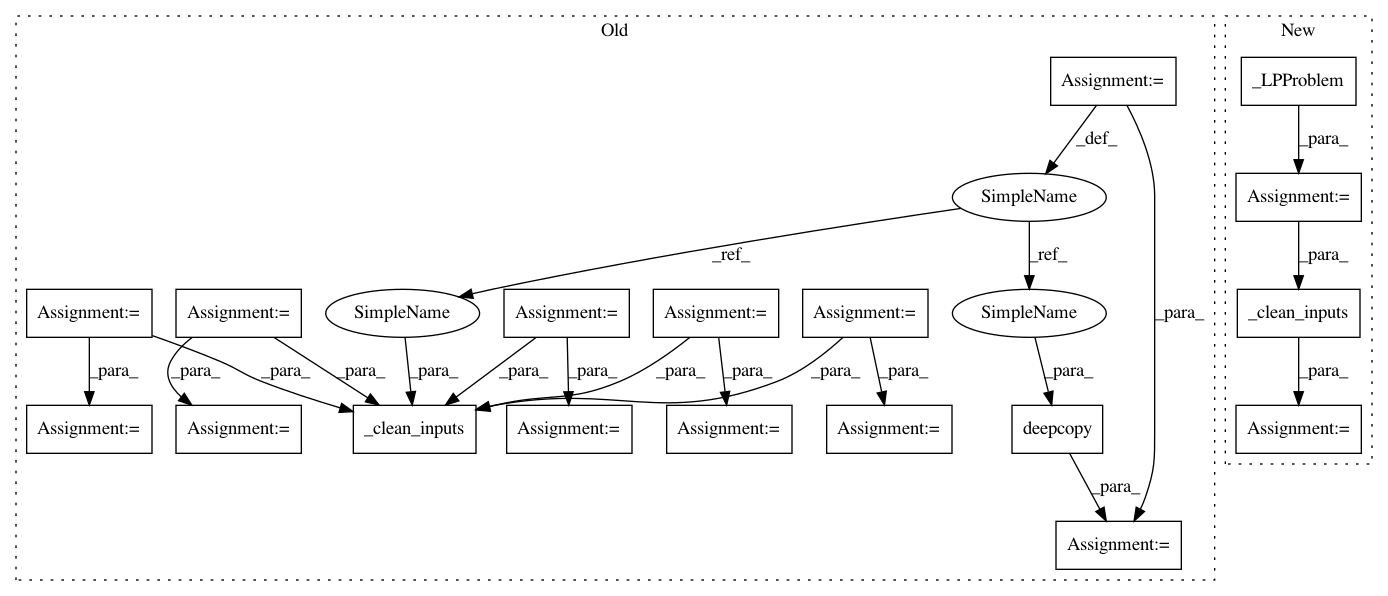 Old
New
Assignment:=
_LPProblem
_def_
_para_
SimpleName
Assignment:=
_ref_
_ref_
_para_
Assignment:=
Assignment:=
SimpleName
Assignment:=
Assignment:=
Assignment:=
SimpleName
_para_
_clean_inputs
_para_
_para_
_para_
_para_
_para_
_para_
_para_
_para_
_para_
_para_
_para_
_para_
_para_
Assignment:=
Assignment:=
_clean_inputs
Assignment:=
Assignment:=
Assignment:=
deepcopy
Assignment:=
_para_
Assignment:=